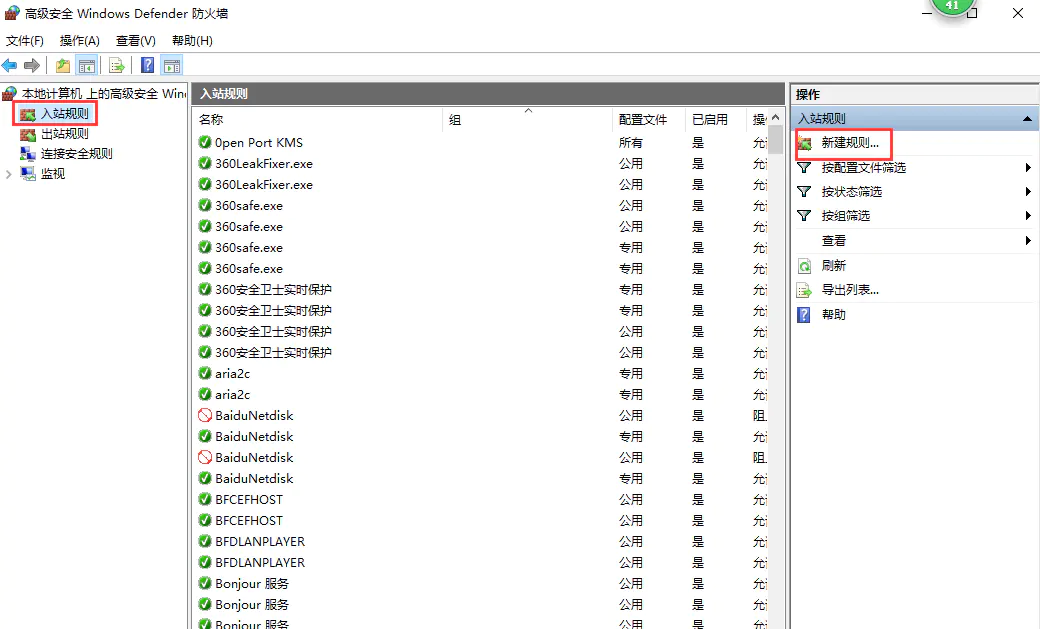 高级安全 Windows Defender 防火墙
41
文件(F) 操作(A) 查看(V) 帮助(H)
本地计算机 上的高级安全 Win
入站规则
出站规则
连接安全规则
监视
入站规则
名称 组 配置文件 已启用 操
0pen Port KMS 所有 是 允
360LeakFixer.exe 公用 是 允
360LeakFixer.exe 公用 是 允
360safe.exe 公用 是 允
360safe.exe 公用 是 允
360safe.exe 专用 是 允
360safe.exe 专用 是 允
360安全卫士实时保护 专用 是 允
360安全卫士实时保护 专用 是 允
360安全卫士实时保护 公用 是 允
360安全卫士实时保护 公用 是 允
aria2c 专用 是 允
aria2c 专用 是 允
BaiduNetdisk 公用 是 阻
BaiduNetdisk 专用 是 允
BaiduNetdisk 公用 是 阻
BaiduNetdisk 专用 是 允
BFCEFHOST 公用 是 允
BFCEFHOST 公用 是 允
BFDLANPLAYER 公用 是 允
BFDLANPLAYER 公用 是 允
Bonjour 服务 公用 是 允
Bonjour 服务 公用 是 允
Bonjour 服务 公用 是 允
操作
入站规则
新建规则...
按配置文件筛选
按状态筛选
按组筛选
查看
刷新
导出列表...
帮助